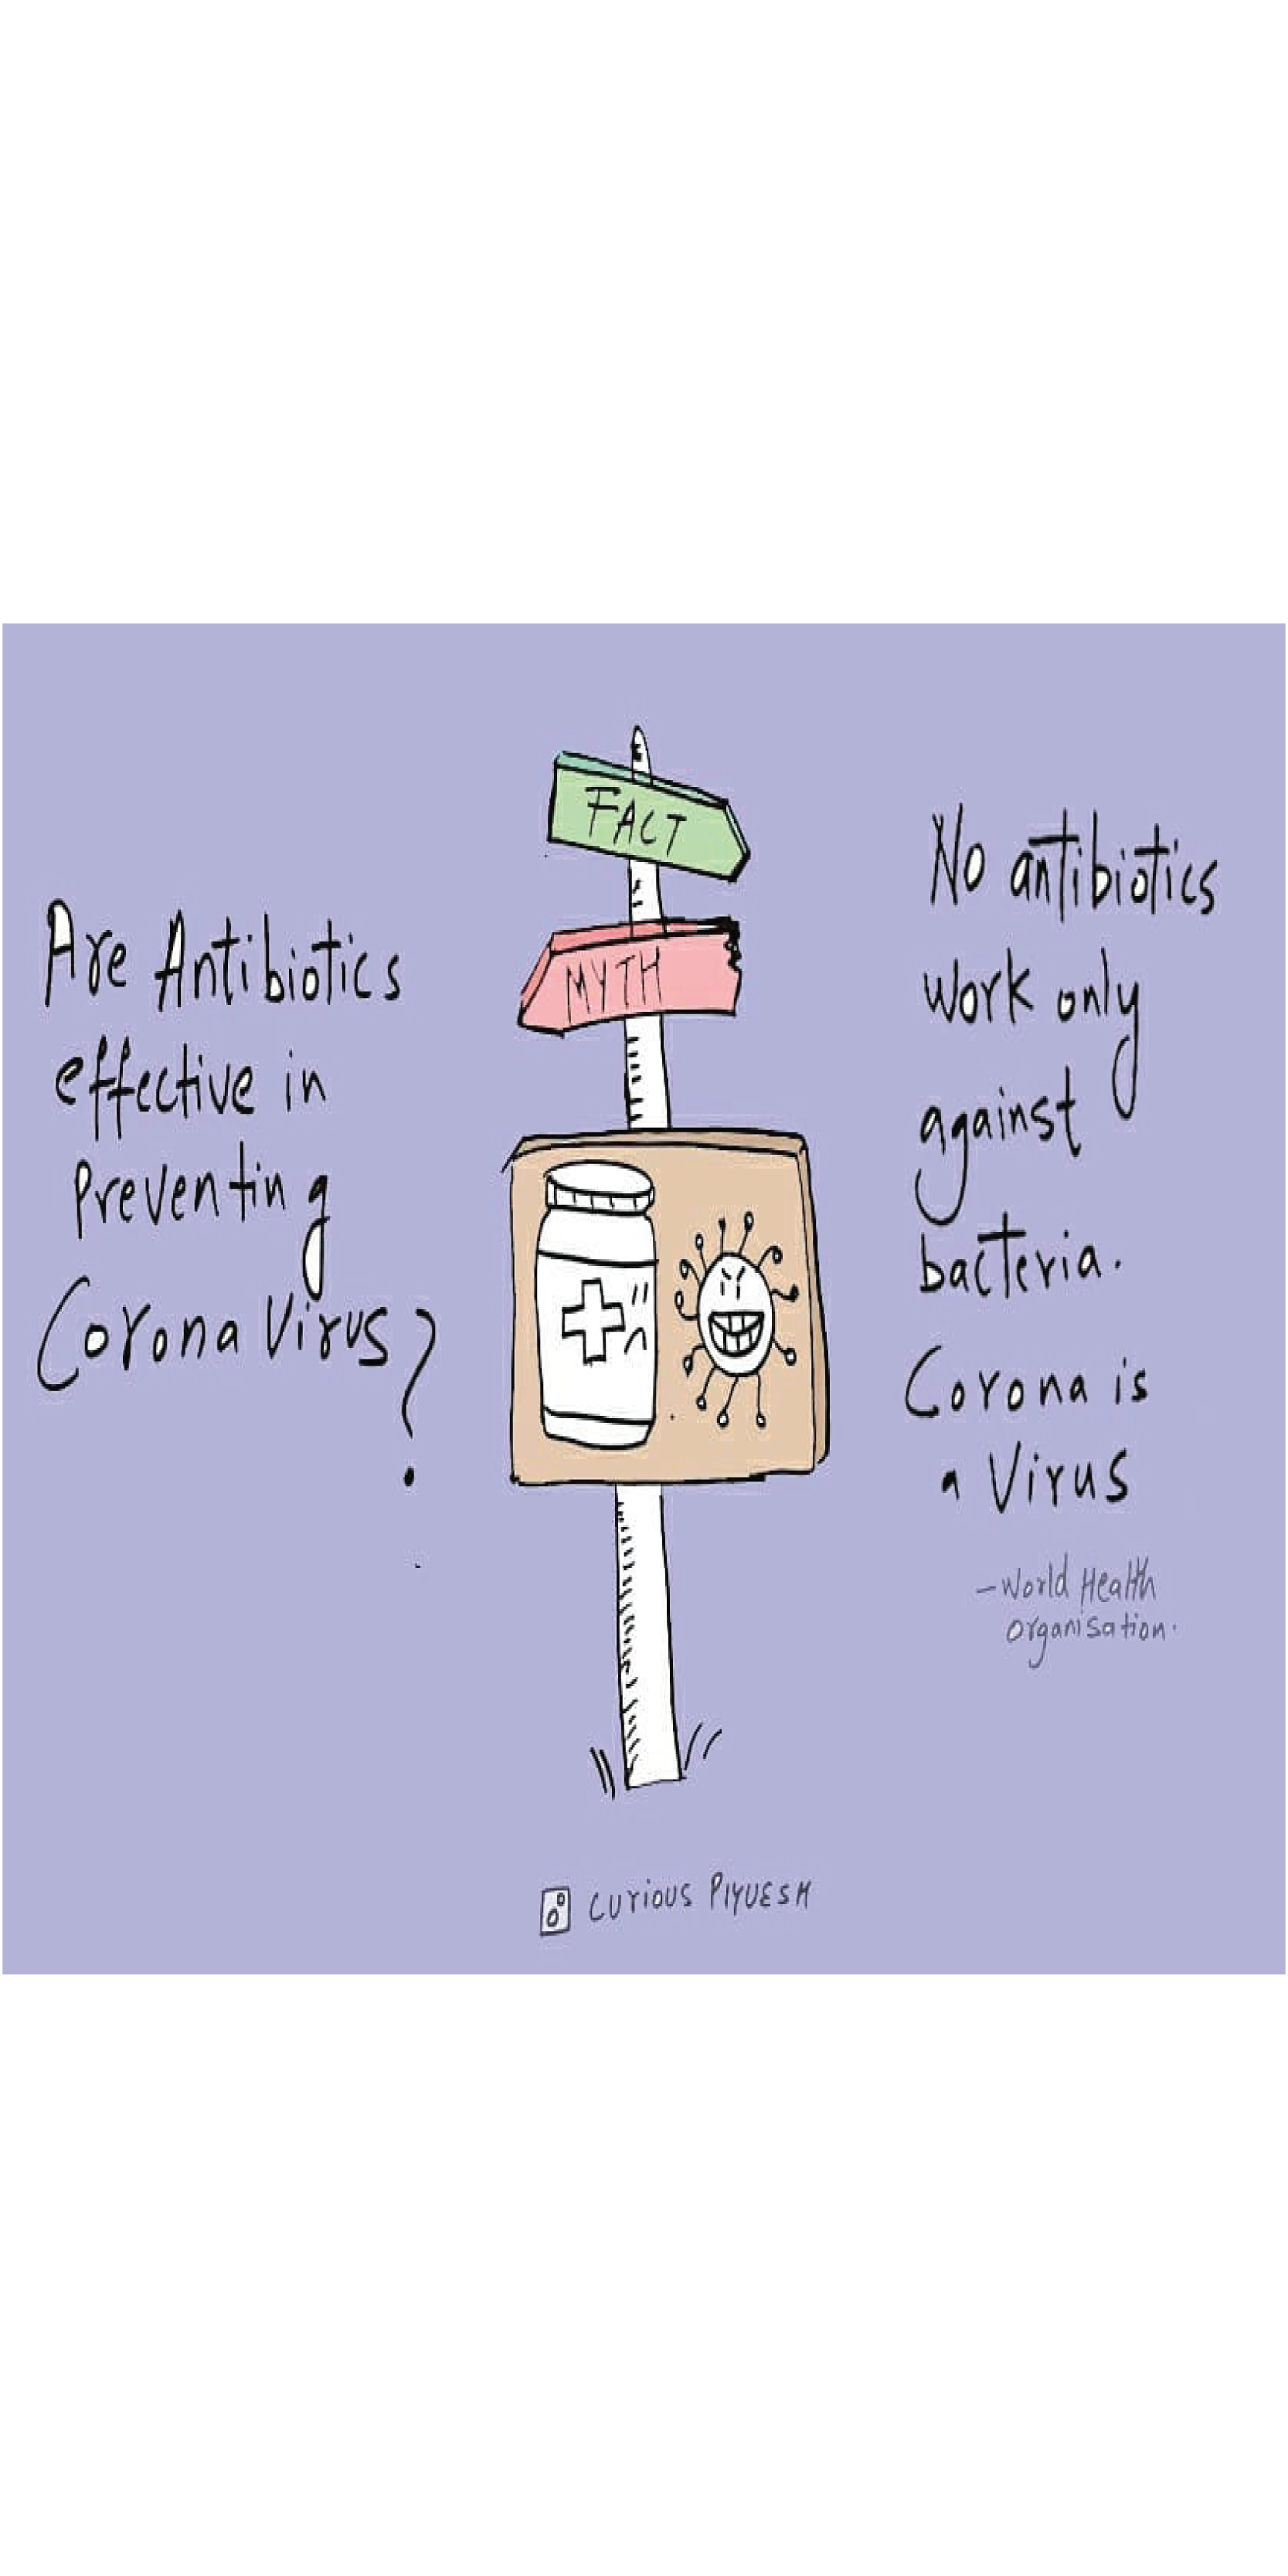 FACT
MYTH
Are Antibiotics
effective in
Preventing
Corona Virus?
No antibiotics
work only
against
bacteria.
Corona is
a Virus
-World Health
Organisation.
CURIOUS PIYUESH